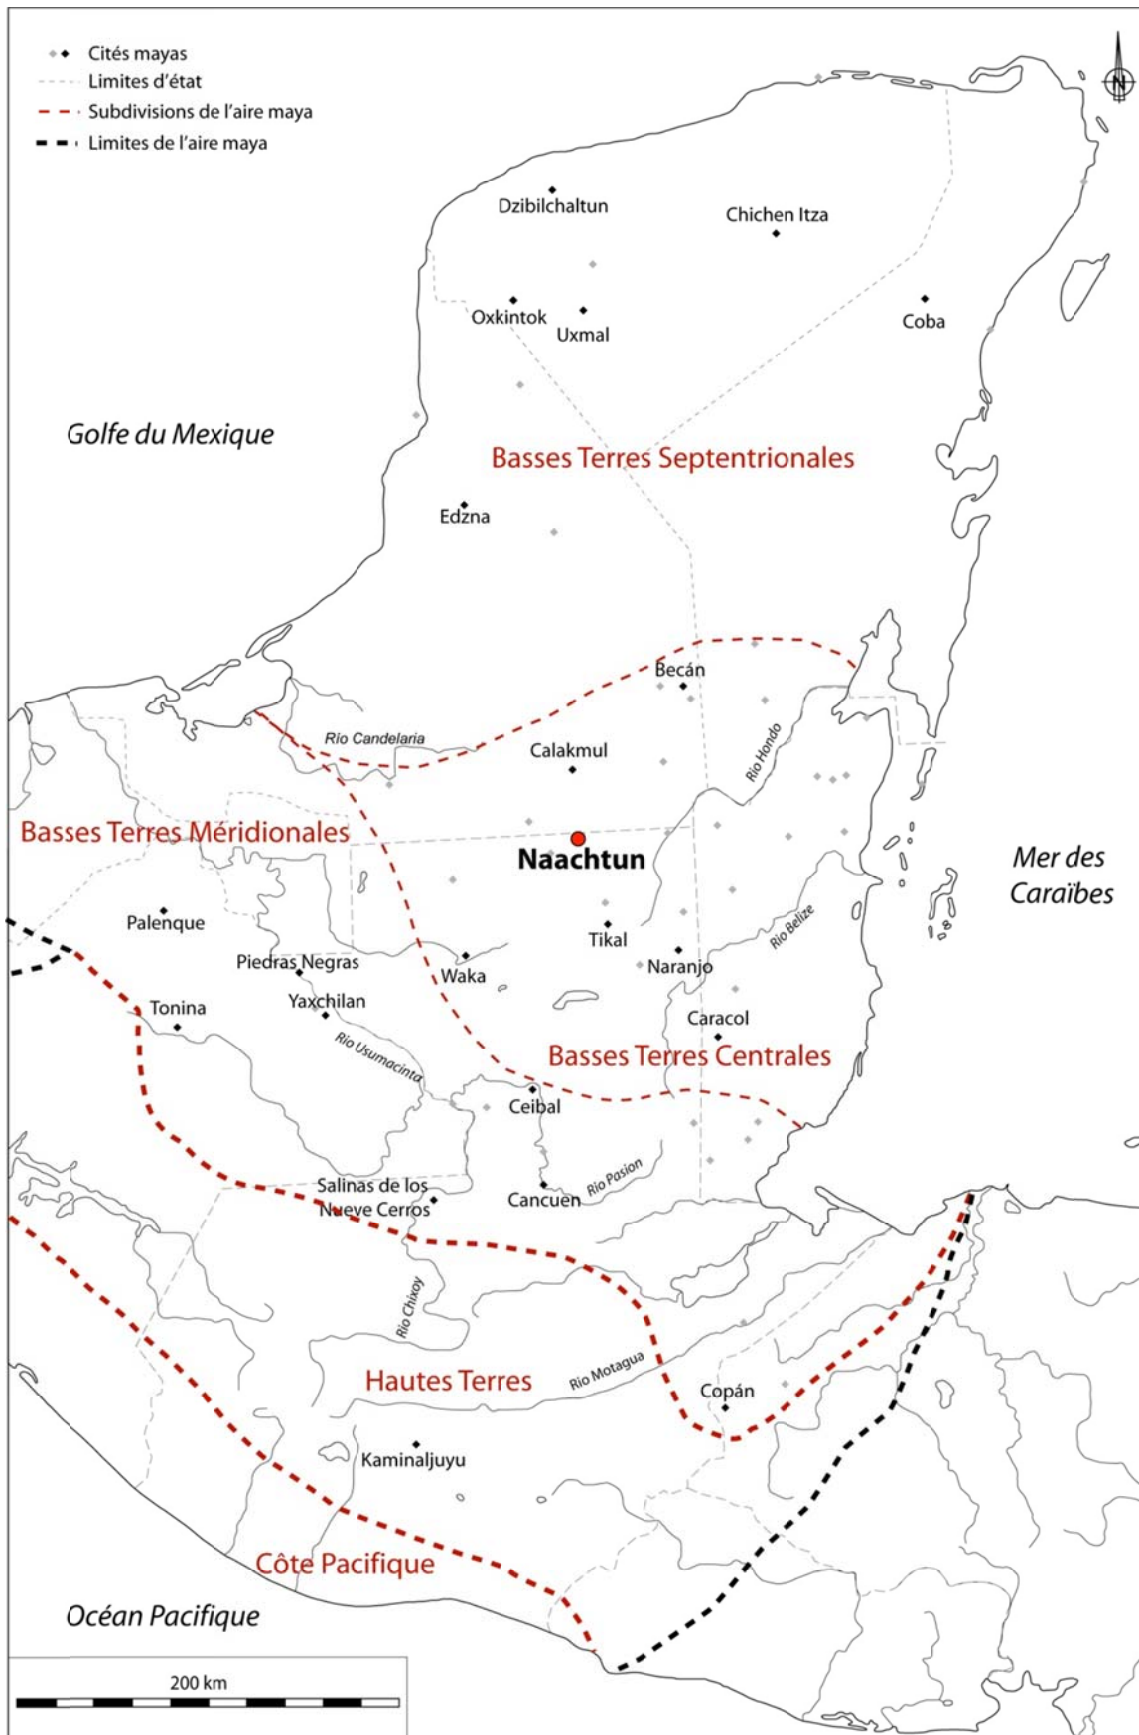 Cités mayas
Limites d'état
Subdivisions de l'aire maya
Limites de l'aire maya
N
Dzibilchaltun
Chichen Itza
Oxkintok
Uxmal
Coba
Golfe du Mexique
Basses Terres Septentrionales
Edzna
Becán
Río Candelaria
Calakmul
Rio Hondo
Basses Terres Méridionales
Naachtun
Mer des
Caraïbes
Palenque
Tikal
Rio Belize
Piedras Negras
Waka
Naranjo
Tonina
Yaxchilan
Caracol
Rio Usumacinta
Basses Terres Centrales
Ceibal
Salinas de los
Nueve Cerros
Cancuen
Rio Pasion
Rio Chixoy
Hautes Terres
Rio Motagua
Copán
Kaminaljuyu
Côte Pacifique
Océan Pacifique
200 km